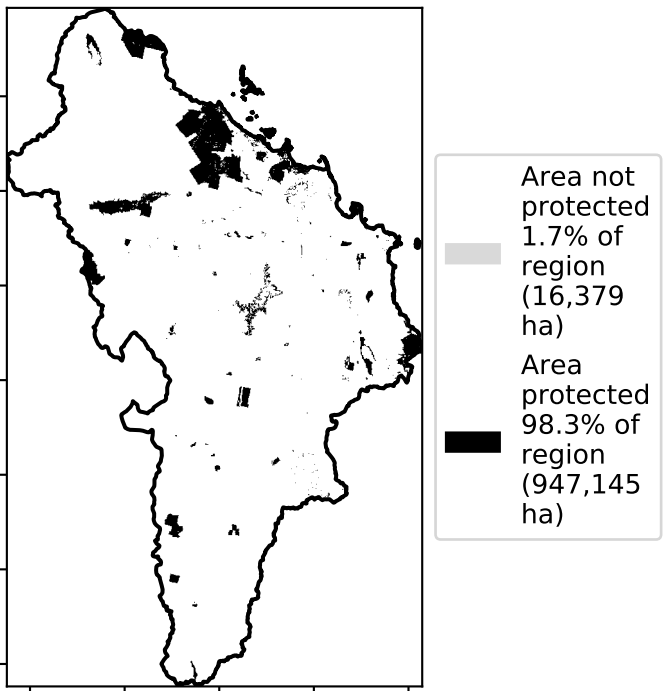 Area not
protected
1.7% of
region
(16,379
ha)
Area
protected
98.3% of
region
(947,145
ha)